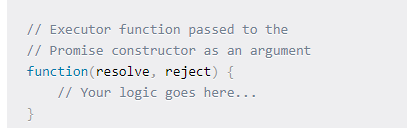 // Executor function passed to the
// Promise constructor as an argument
function(resolve, reject) {
    // Your logic goes here...
}